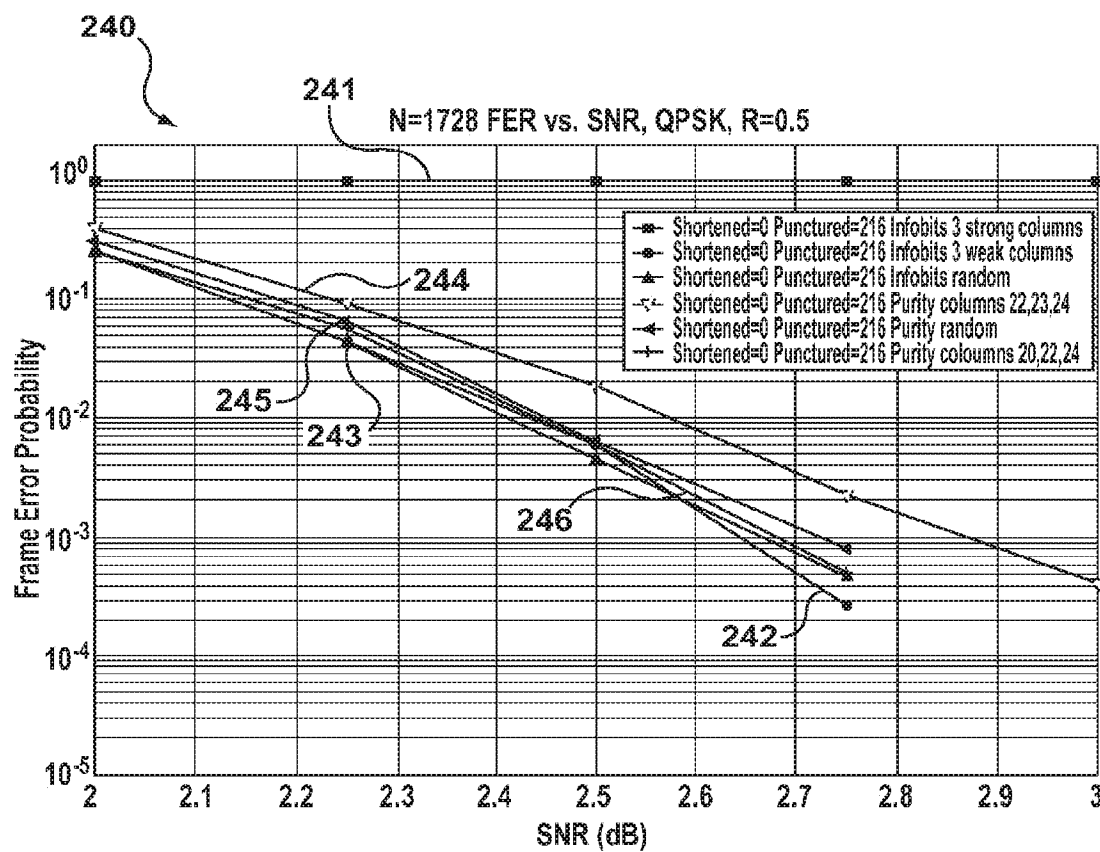 240
241
N=1728 FER vs. SNR, QPSK, R=0.5
10^0
10^-1
10^-2
10^-3
10^-4
10^-5
Frame Error Probability
Shortened=0 Punctured=216 Infobits 3 strong columns
Shortened=0 Punctured=216 Infobits 3 weak columns
Shortened=0 Punctured=216 Infobits random
Shortened=0 Punctured=216 Purity columns 22,23,24
Shortened=0 Punctured=216 Purity random
Shortened=0 Punctured=216 Purity coloumns 20,22,24
244
245
243
246
242
2 2.1 2.2 2.3 2.4 2.5 2.6 2.7 2.8 2.9 3
SNR (dB)